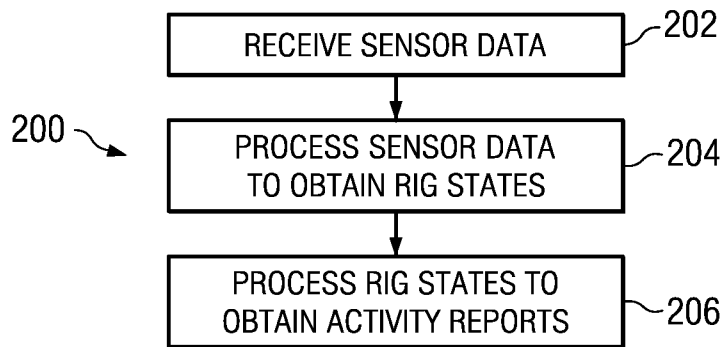 RECEIVE SENSOR DATA
202
200
PROCESS SENSOR DATA
TO OBTAIN RIG STATES
204
PROCESS RIG STATES TO
OBTAIN ACTIVITY REPORTS
206